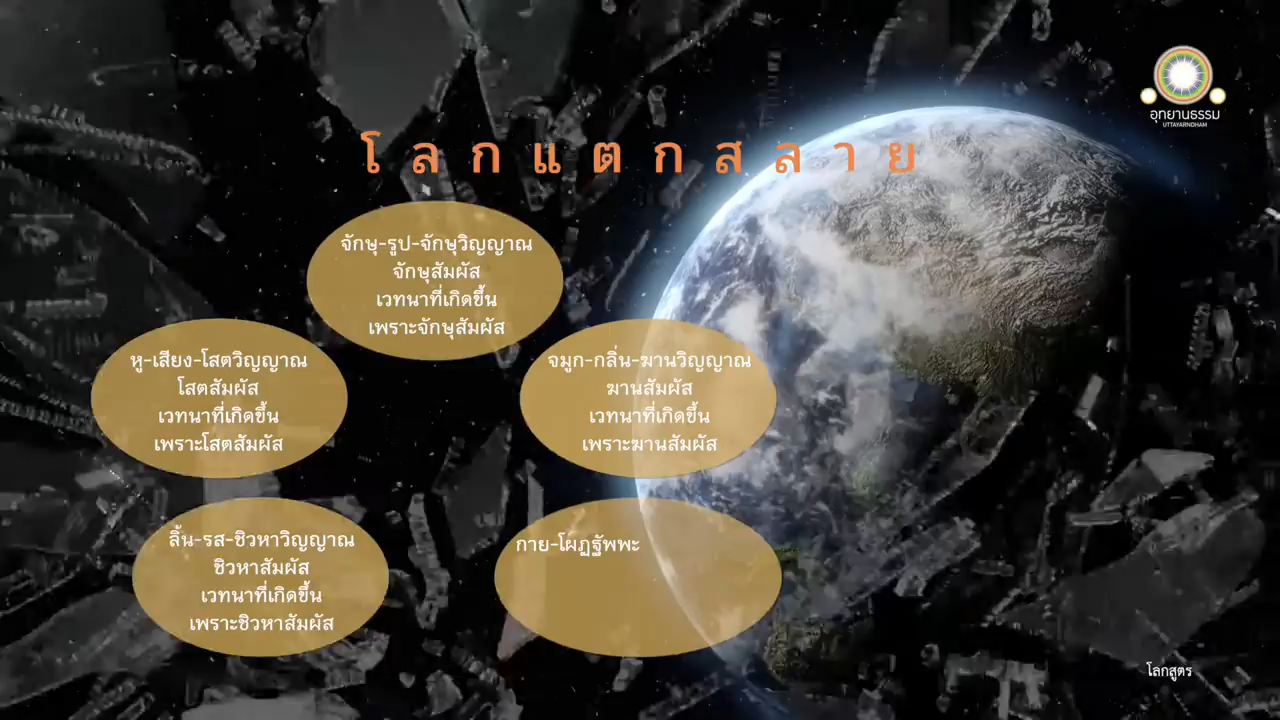 อุทยานธรรม
UTTAYARNDHAM
โลกแตกสลาย
จักษุ-รูป-จักษุวิญญาณ
จักษุสัมผัส
เวทนาที่เกิดขึ้น
เพราะจักษุสัมผัส
หู-เสียง-โสตวิญญาณ
โสตสัมผัส
เวทนาที่เกิดขึ้น
เพราะโสตสัมผัส
จมูก-กลิ่น-ฆานวิญญาณ
ฆานสัมผัส
เวทนาที่เกิดขึ้น
เพราะฆานสัมผัส
ลิ้น-รส-ชิวหาวิญญาณ
ชิวหาสัมผัส
เวทนาที่เกิดขึ้น
เพราะชิวหาสัมผัส
กาย-โผฏฐัพพะ
โลกสูตร